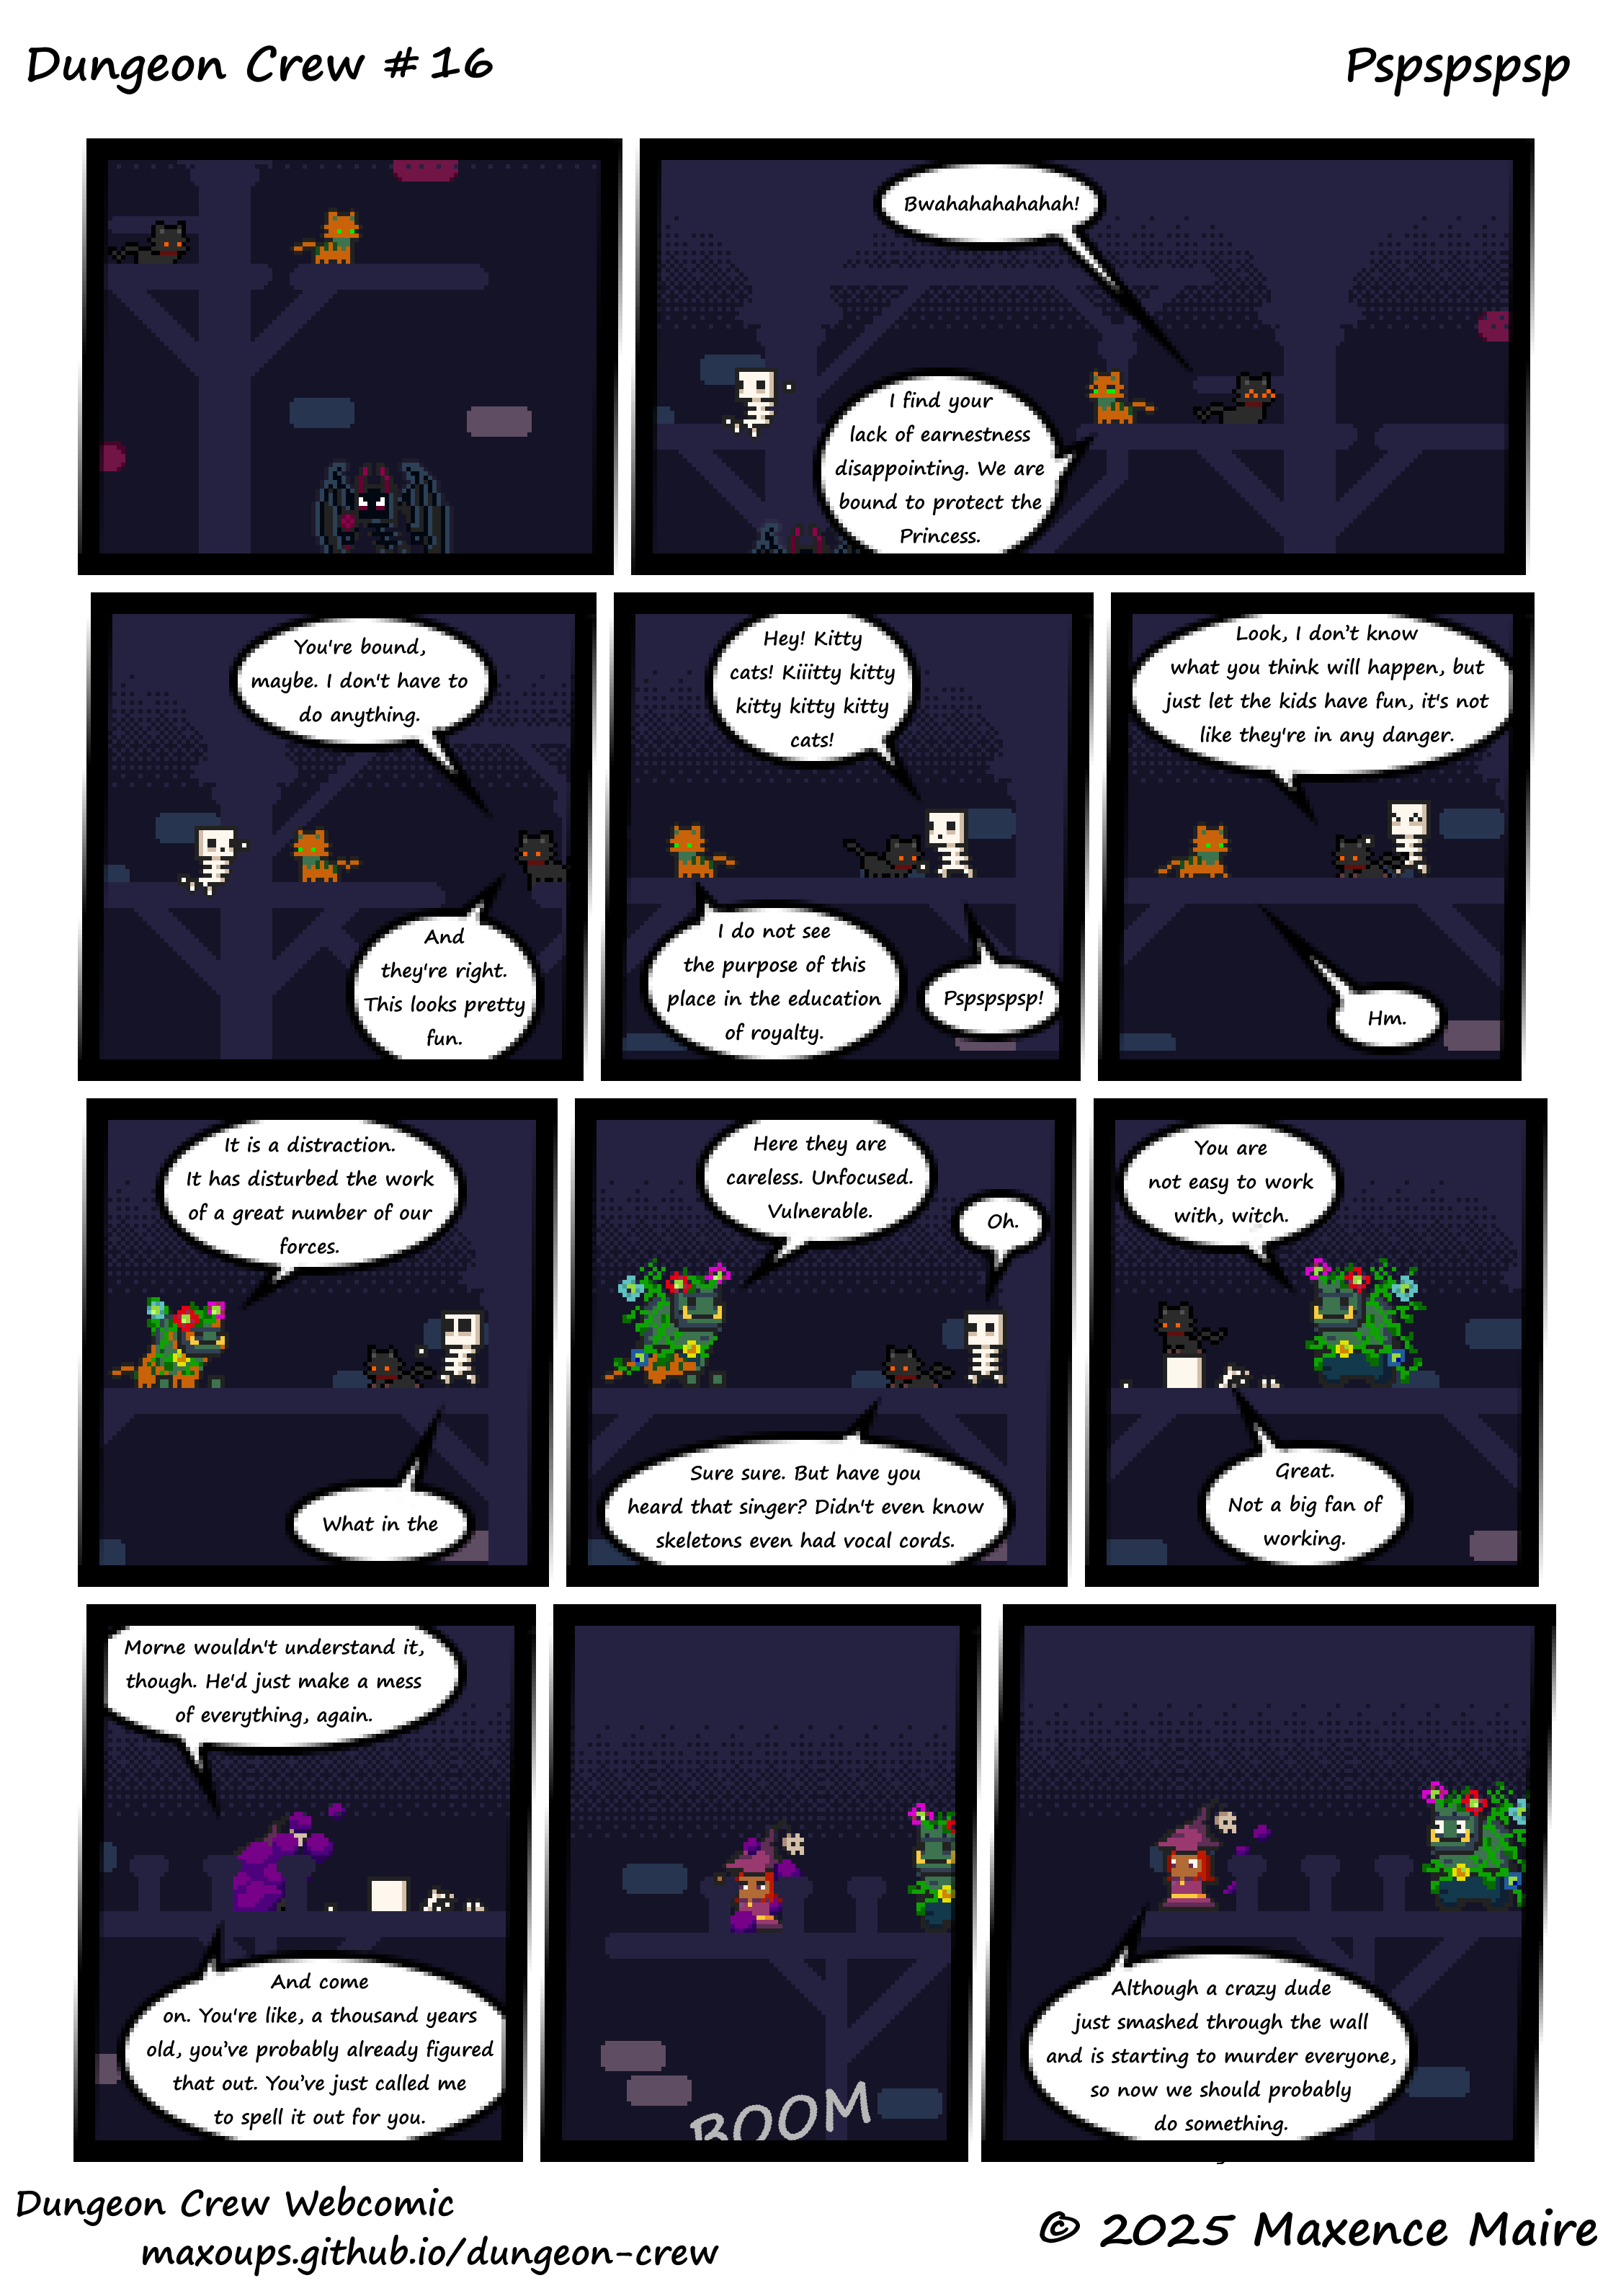 Dungeon Crew #16
Pspspspsp
Bwahahahahahah!
I find your
lack of earnestness
disappointing. We are
bound to protect the
Princess.
You're bound,
maybe. I don't have to
do anything.
And
they're right.
This looks pretty
fun.
Hey! Kitty
cats! Kiiitty kitty
kitty kitty kitty
cats!
I do not see
the purpose of this
place in the education
of royalty.
Pspspspsp!
Look, I don’t know
what you think will happen, but
just let the kids have fun, it's not
like they're in any danger.
Hm.
It is a distraction.
It has disturbed the work
of a great number of our
forces.
What in the
Here they are
careless. Unfocused.
Vulnerable.
Oh.
Sure sure. But have you
heard that singer? Didn't even know
skeletons even had vocal cords.
You are
not easy to work
with, witch.
Great.
Not a big fan of
working.
Morne wouldn't understand it,
though. He'd just make a mess
of everything, again.
And come
on. You're like, a thousand years
old, you’ve probably already figured
that out. You’ve just called me
to spell it out for you.
BOOM
Although a crazy dude
just smashed through the wall
and is starting to murder everyone,
so now we should probably
do something.
Dungeon Crew Webcomic
maxoups.github.io/dungeon-crew
© 2025 Maxence Maire